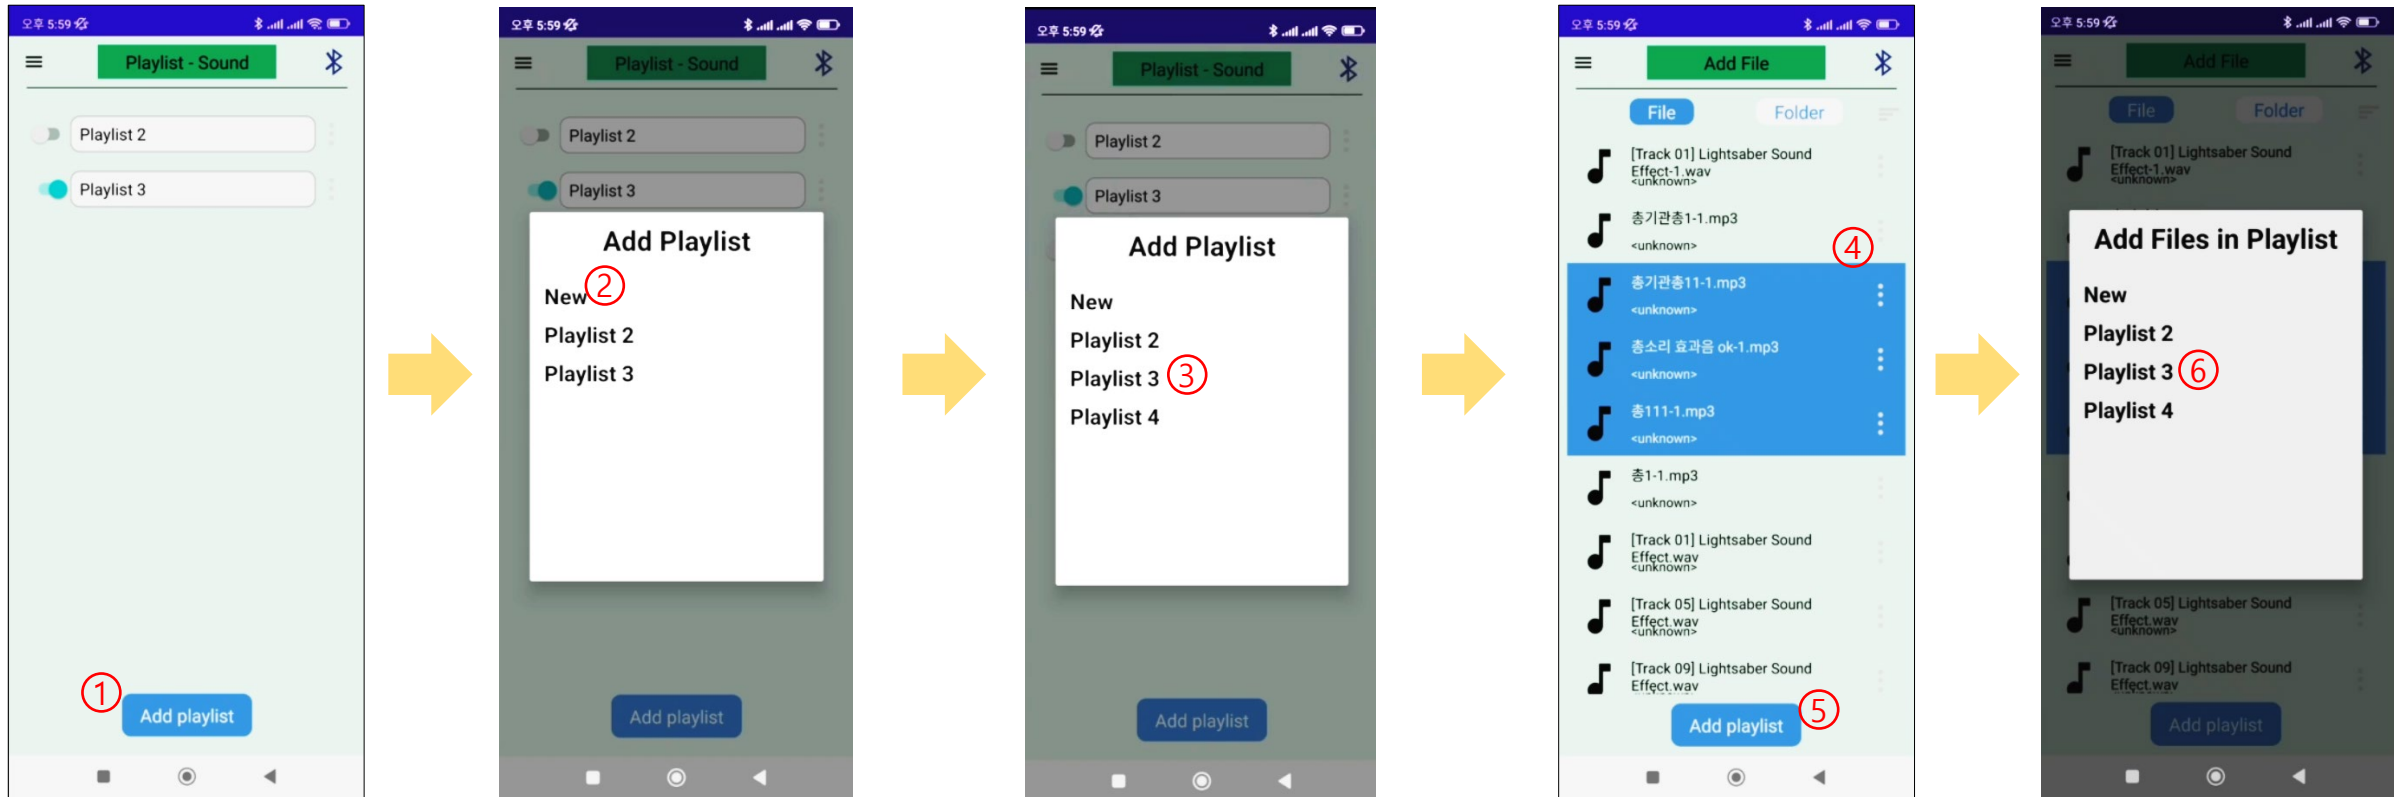 오후 5:59
Playlist - Sound
Playlist 2
Playlist 3
①
Add playlist
오후 5:59
Playlist - Sound
Playlist 2
Playlist 3
Add Playlist
New ②
Playlist 2
Playlist 3
Add playlist
오후 5:59
Playlist - Sound
Playlist 2
Playlist 3
Add Playlist
New
Playlist 2
Playlist 3 ③
Playlist 4
Add playlist
오후 5:59
Add File
File Folder
[Track 01] Lightsaber Sound
Effect-1.wav
<unknown>
총기관총1-1.mp3
<unknown>
④
총기관총11-1.mp3
<unknown>
총소리 효과음 ok-1.mp3
<unknown>
총111-1.mp3
<unknown>
총1-1.mp3
<unknown>
[Track 01] Lightsaber Sound
Effect.wav
<unknown>
[Track 05] Lightsaber Sound
Effect.wav
<unknown>
[Track 09] Lightsaber Sound
Effect.wav
Add playlist ⑤
오후 5:59
Add File
File Folder
[Track 01] Lightsaber Sound
Effect-1.wav
<unknown>
Add Files in Playlist
New
Playlist 2
Playlist 3 ⑥
Playlist 4
[Track 05] Lightsaber Sound
Effect.wav
<unknown>
[Track 09] Lightsaber Sound
Effect.wav
Add playlist